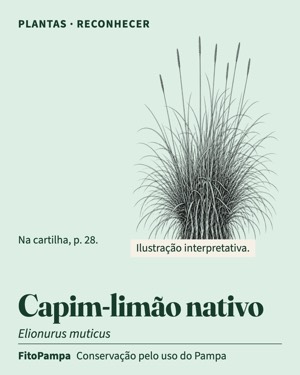 PLANTAS · RECONHECER
Na cartilha, p. 28.
Ilustração interpretativa.
Capim-limão nativo
Elionurus muticus
FitoPampa Conservação pelo uso do Pampa